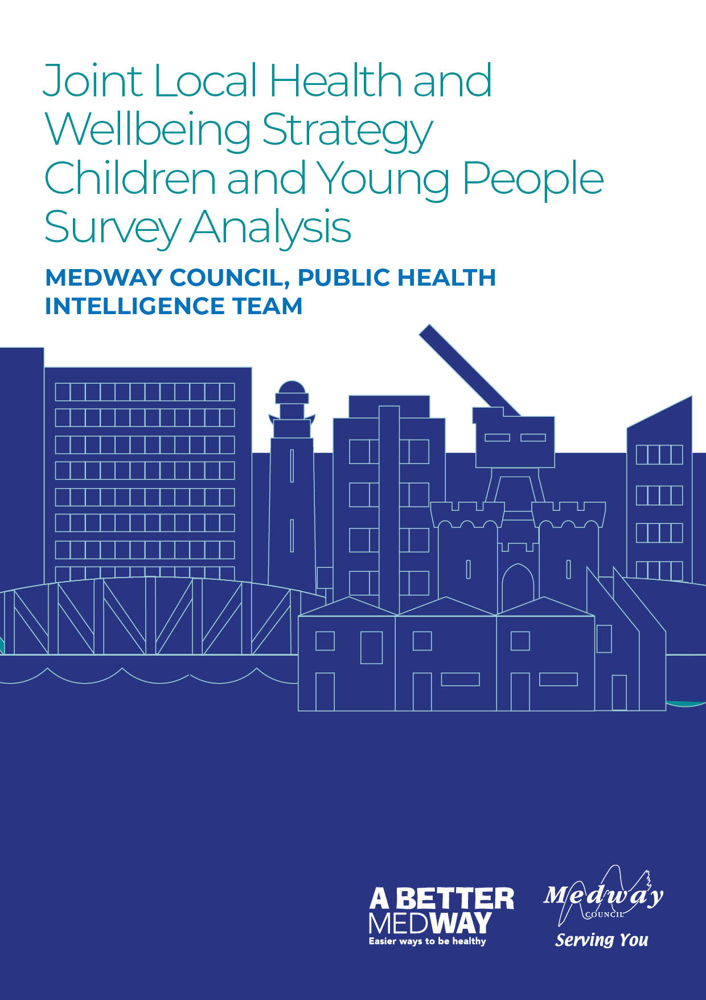 Joint Local Health and
Wellbeing Strategy
Children and Young People
Survey Analysis
MEDWAY COUNCIL, PUBLIC HEALTH
INTELLIGENCE TEAM
A BETTER
MEDWAY
Easier ways to be healthy
Medway
COUNCIL
Serving You